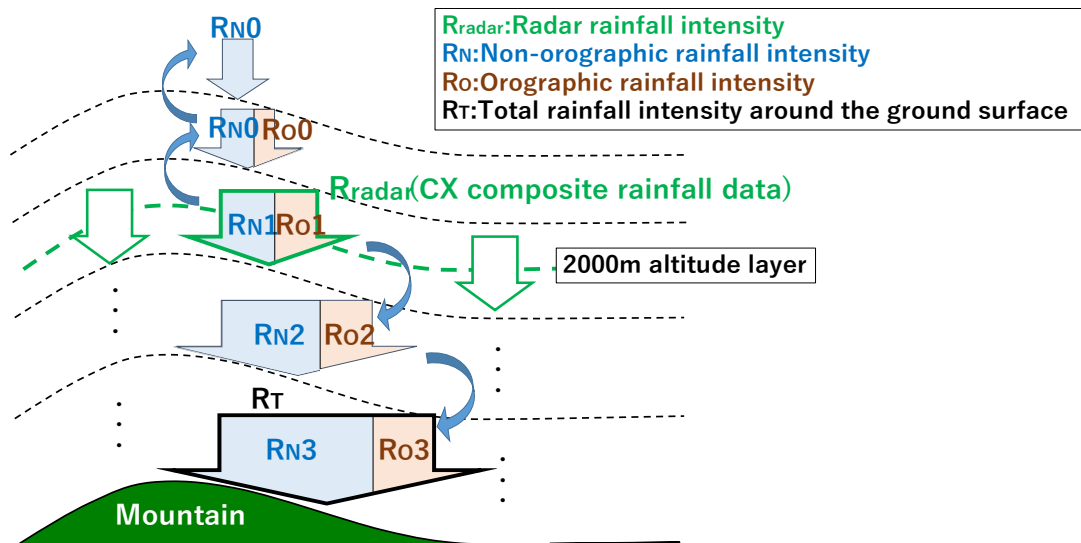 RN0
Rradar:Radar rainfall intensity
RN:Non-orographic rainfall intensity
RO:Orographic rainfall intensity
RT:Total rainfall intensity around the ground surface
RN0 RO0
Rradar(CX composite rainfall data)
RN1 RO1
2000m altitude layer
RN2 RO2
RT
RN3 RO3
Mountain